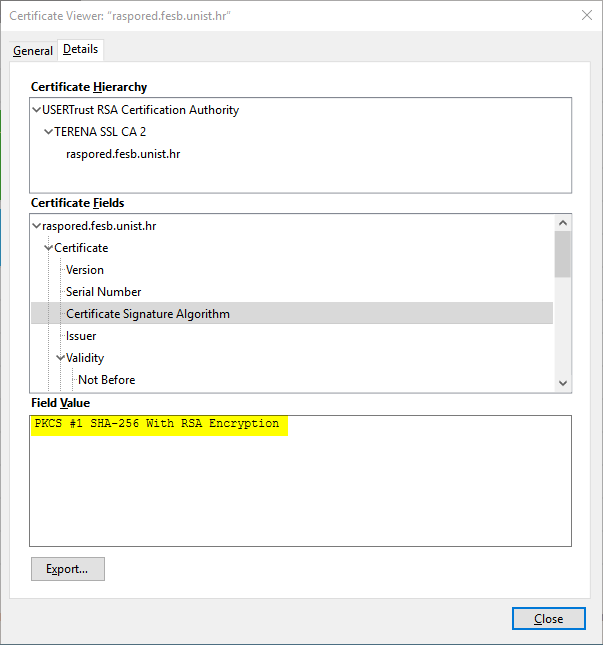 Certificate Viewer: "raspored.fesb.unist.hr"
General Details
Certificate Hierarchy
USERTrust RSA Certification Authority
TERENA SSL CA 2
raspored.fesb.unist.hr
Certificate Fields
raspored.fesb.unist.hr
Certificate
Version
Serial Number
Certificate Signature Algorithm
Issuer
Validity
Not Before
Field Value
PKCS #1 SHA-256 With RSA Encryption
Export...
Close